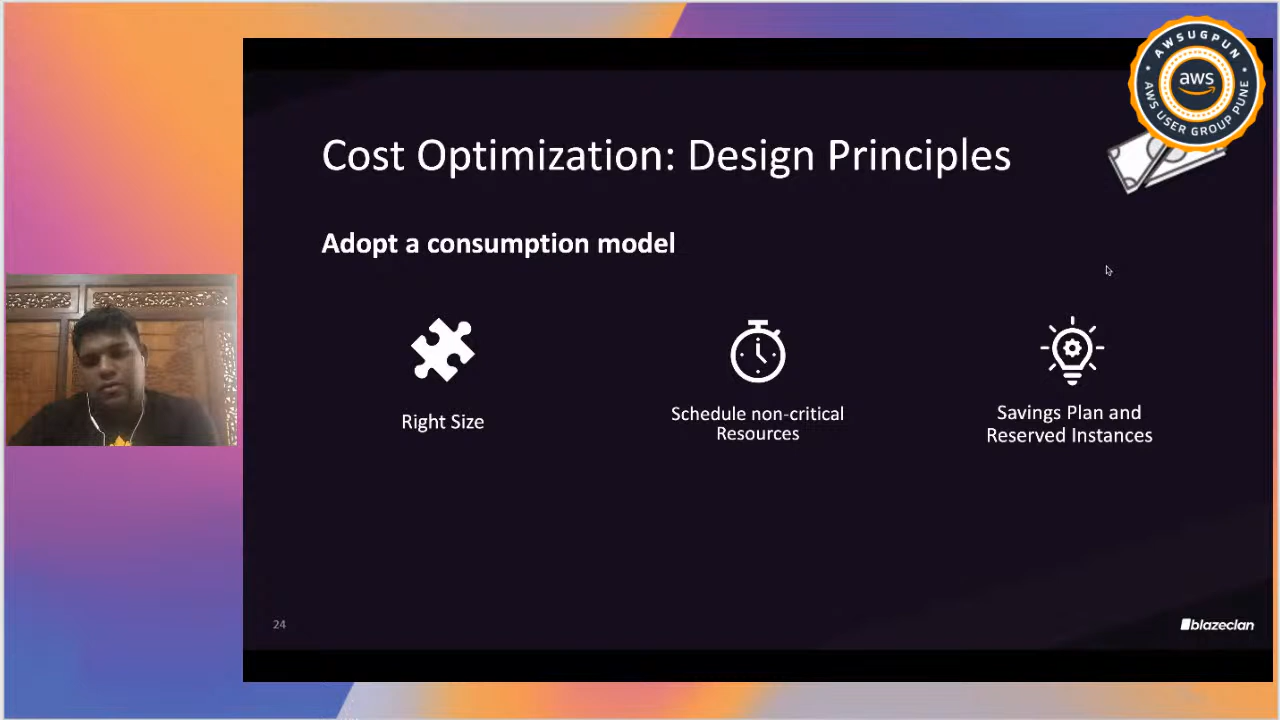 AWSUGPUN
aws
AWS USER GROUP PUNE
Cost Optimization: Design Principles
Adopt a consumption model
Right Size
Schedule non-critical
Resources
Savings Plan and
Reserved Instances
24
blazeclan